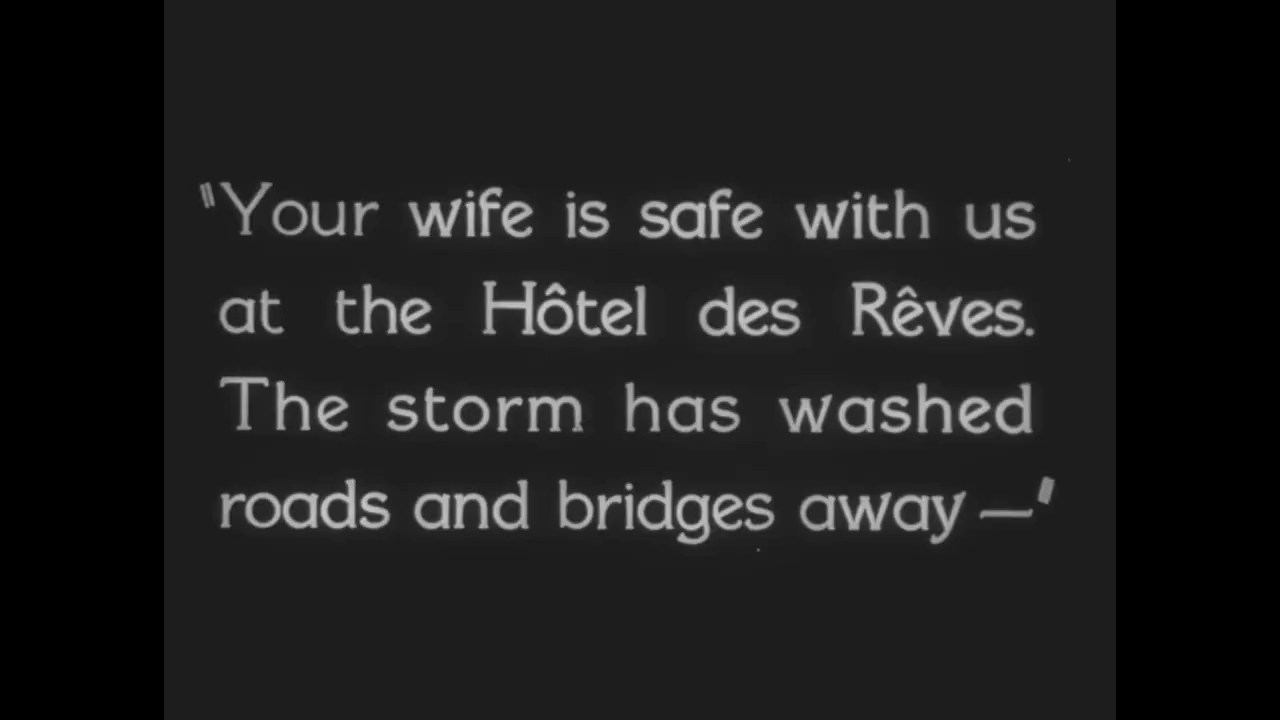 "Your wife is safe with us
at the Hôtel des Rêves.
The storm has washed
roads and bridges away —"